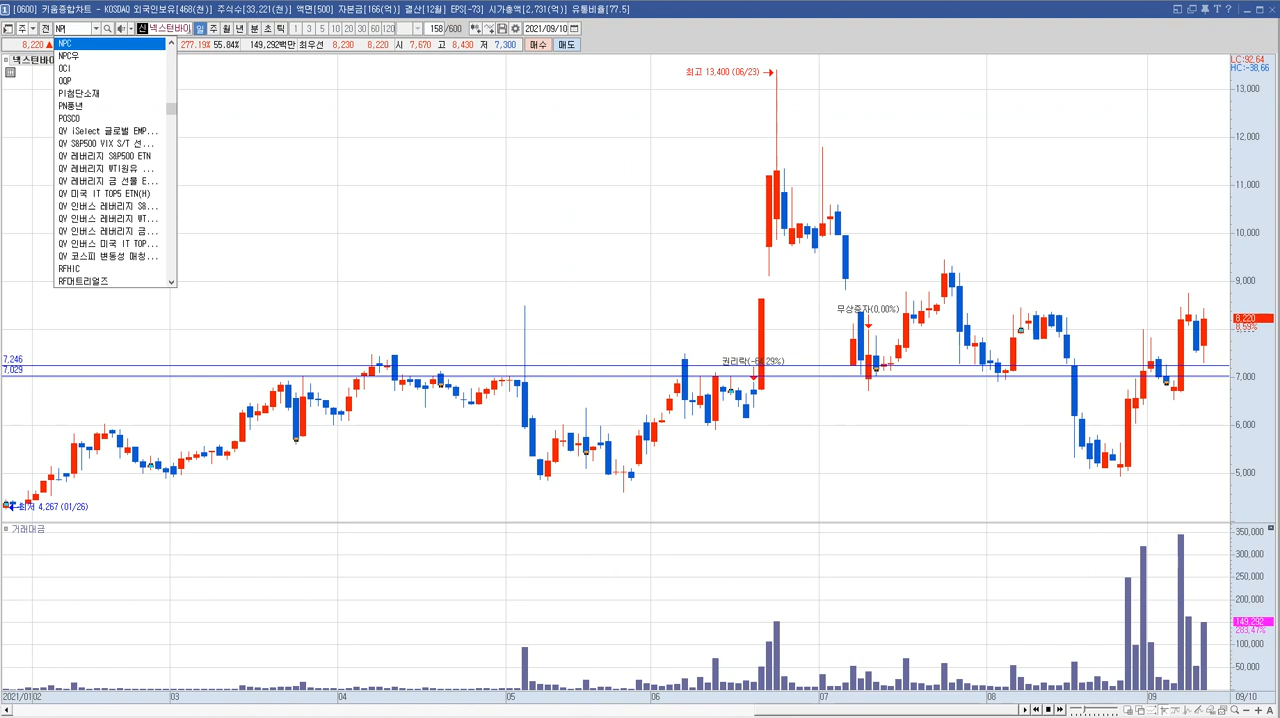 [0600] 키움종합차트 - KOSDAQ 외국인보유[468(천)] 주식수[33,221(천)] 액면[500] 자본금[166(억)] 결산[12월] EPS[-73] 시가총액[2,731(억)] 유통비율[77.5]
주 전 NP 신 넥스턴바이 일 주 월 년 분 초 틱 1 3 5 10 20 30 60 120 158 /600 2021/09/10
8,220 277.19% 55.84% 149,292백만 최우선 8,230 8,220 시 7,670 고 8,430 저 7,300 매수 매도
NPC
NPC우
OCI
OQP
PI첨단소재
PN풍년
POSCO
QV iSelect 글로벌 EMP...
QV S&P500 VIX S/T 선...
QV 레버리지 S&P500 ETN
QV 레버리지 WTI원유 ...
QV 레버리지 금 선물 E...
QV 미국 IT TOP5 ETN(H)
QV 인버스 레버리지 S&...
QV 인버스 레버리지 WT...
QV 인버스 레버리지 금...
QV 인버스 미국 IT TOP...
QV 코스피 변동성 매칭...
RFHIC
RF머트리얼즈
넥스턴바이
LC:92,64
HC:-38,66
최고 13,400 (06/23)
13,000
12,000
11,000
10,000
9,000
무상증자(0,00%)
8,220
8,59%
7,246
권리락
7,029
7,000
6,000
5,000
최저 4,267 (01/26)
거래대금
350,000
300,000
250,000
200,000
149,292
283,47%
100,000
50,000
2021/01 02 03 04 05 06 07 08 09 09/10